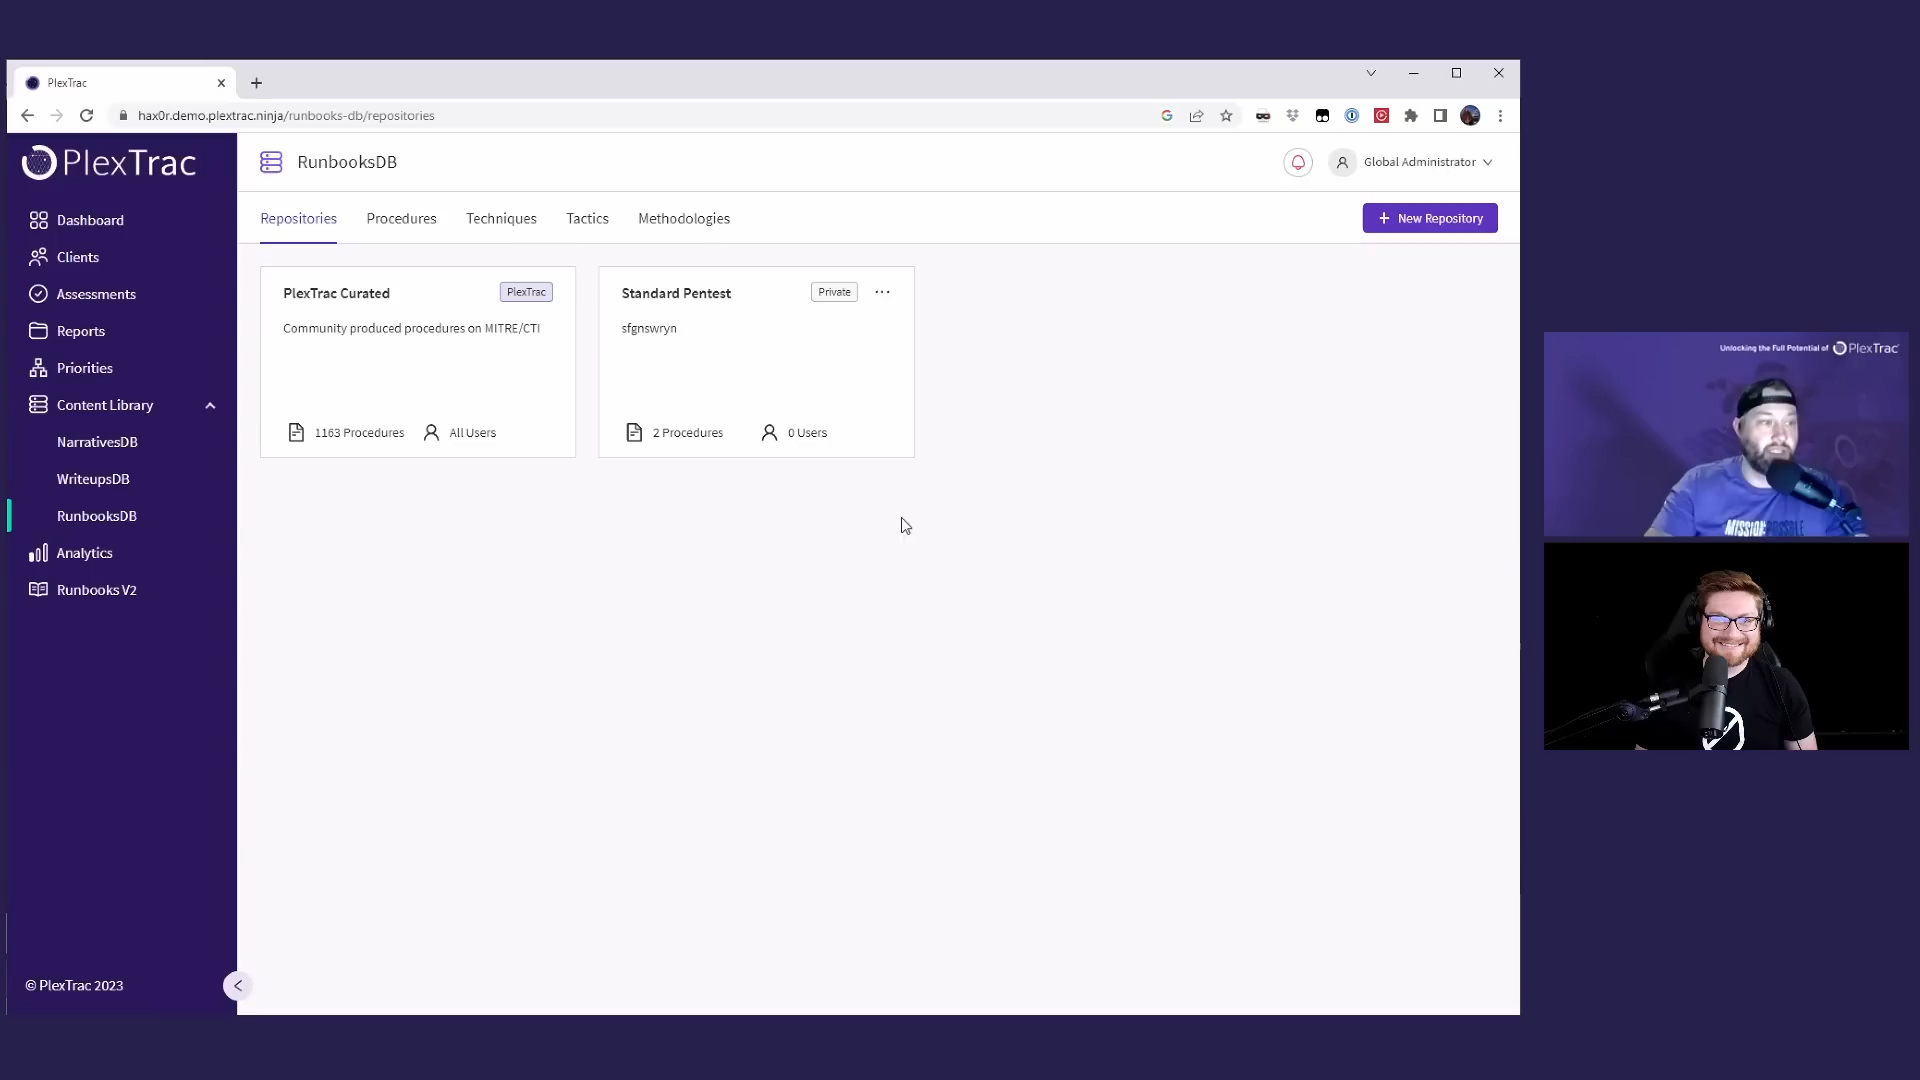 PlexTrac
hax0r.demo.plextrac.ninja/runbooks-db/repositories
PlexTrac
RunbooksDB
Global Administrator
Dashboard
Clients
Assessments
Reports
Priorities
Content Library
NarrativesDB
WriteupsDB
RunbooksDB
Analytics
Runbooks V2
© PlexTrac 2023
Repositories Procedures Techniques Tactics Methodologies
+ New Repository
PlexTrac Curated PlexTrac
Community produced procedures on MITRE/CTI
1163 Procedures All Users
Standard Pentest Private ...
sfgnswryn
2 Procedures 0 Users
Unlocking the Full Potential of PlexTrac
MISSION POSSIBLE